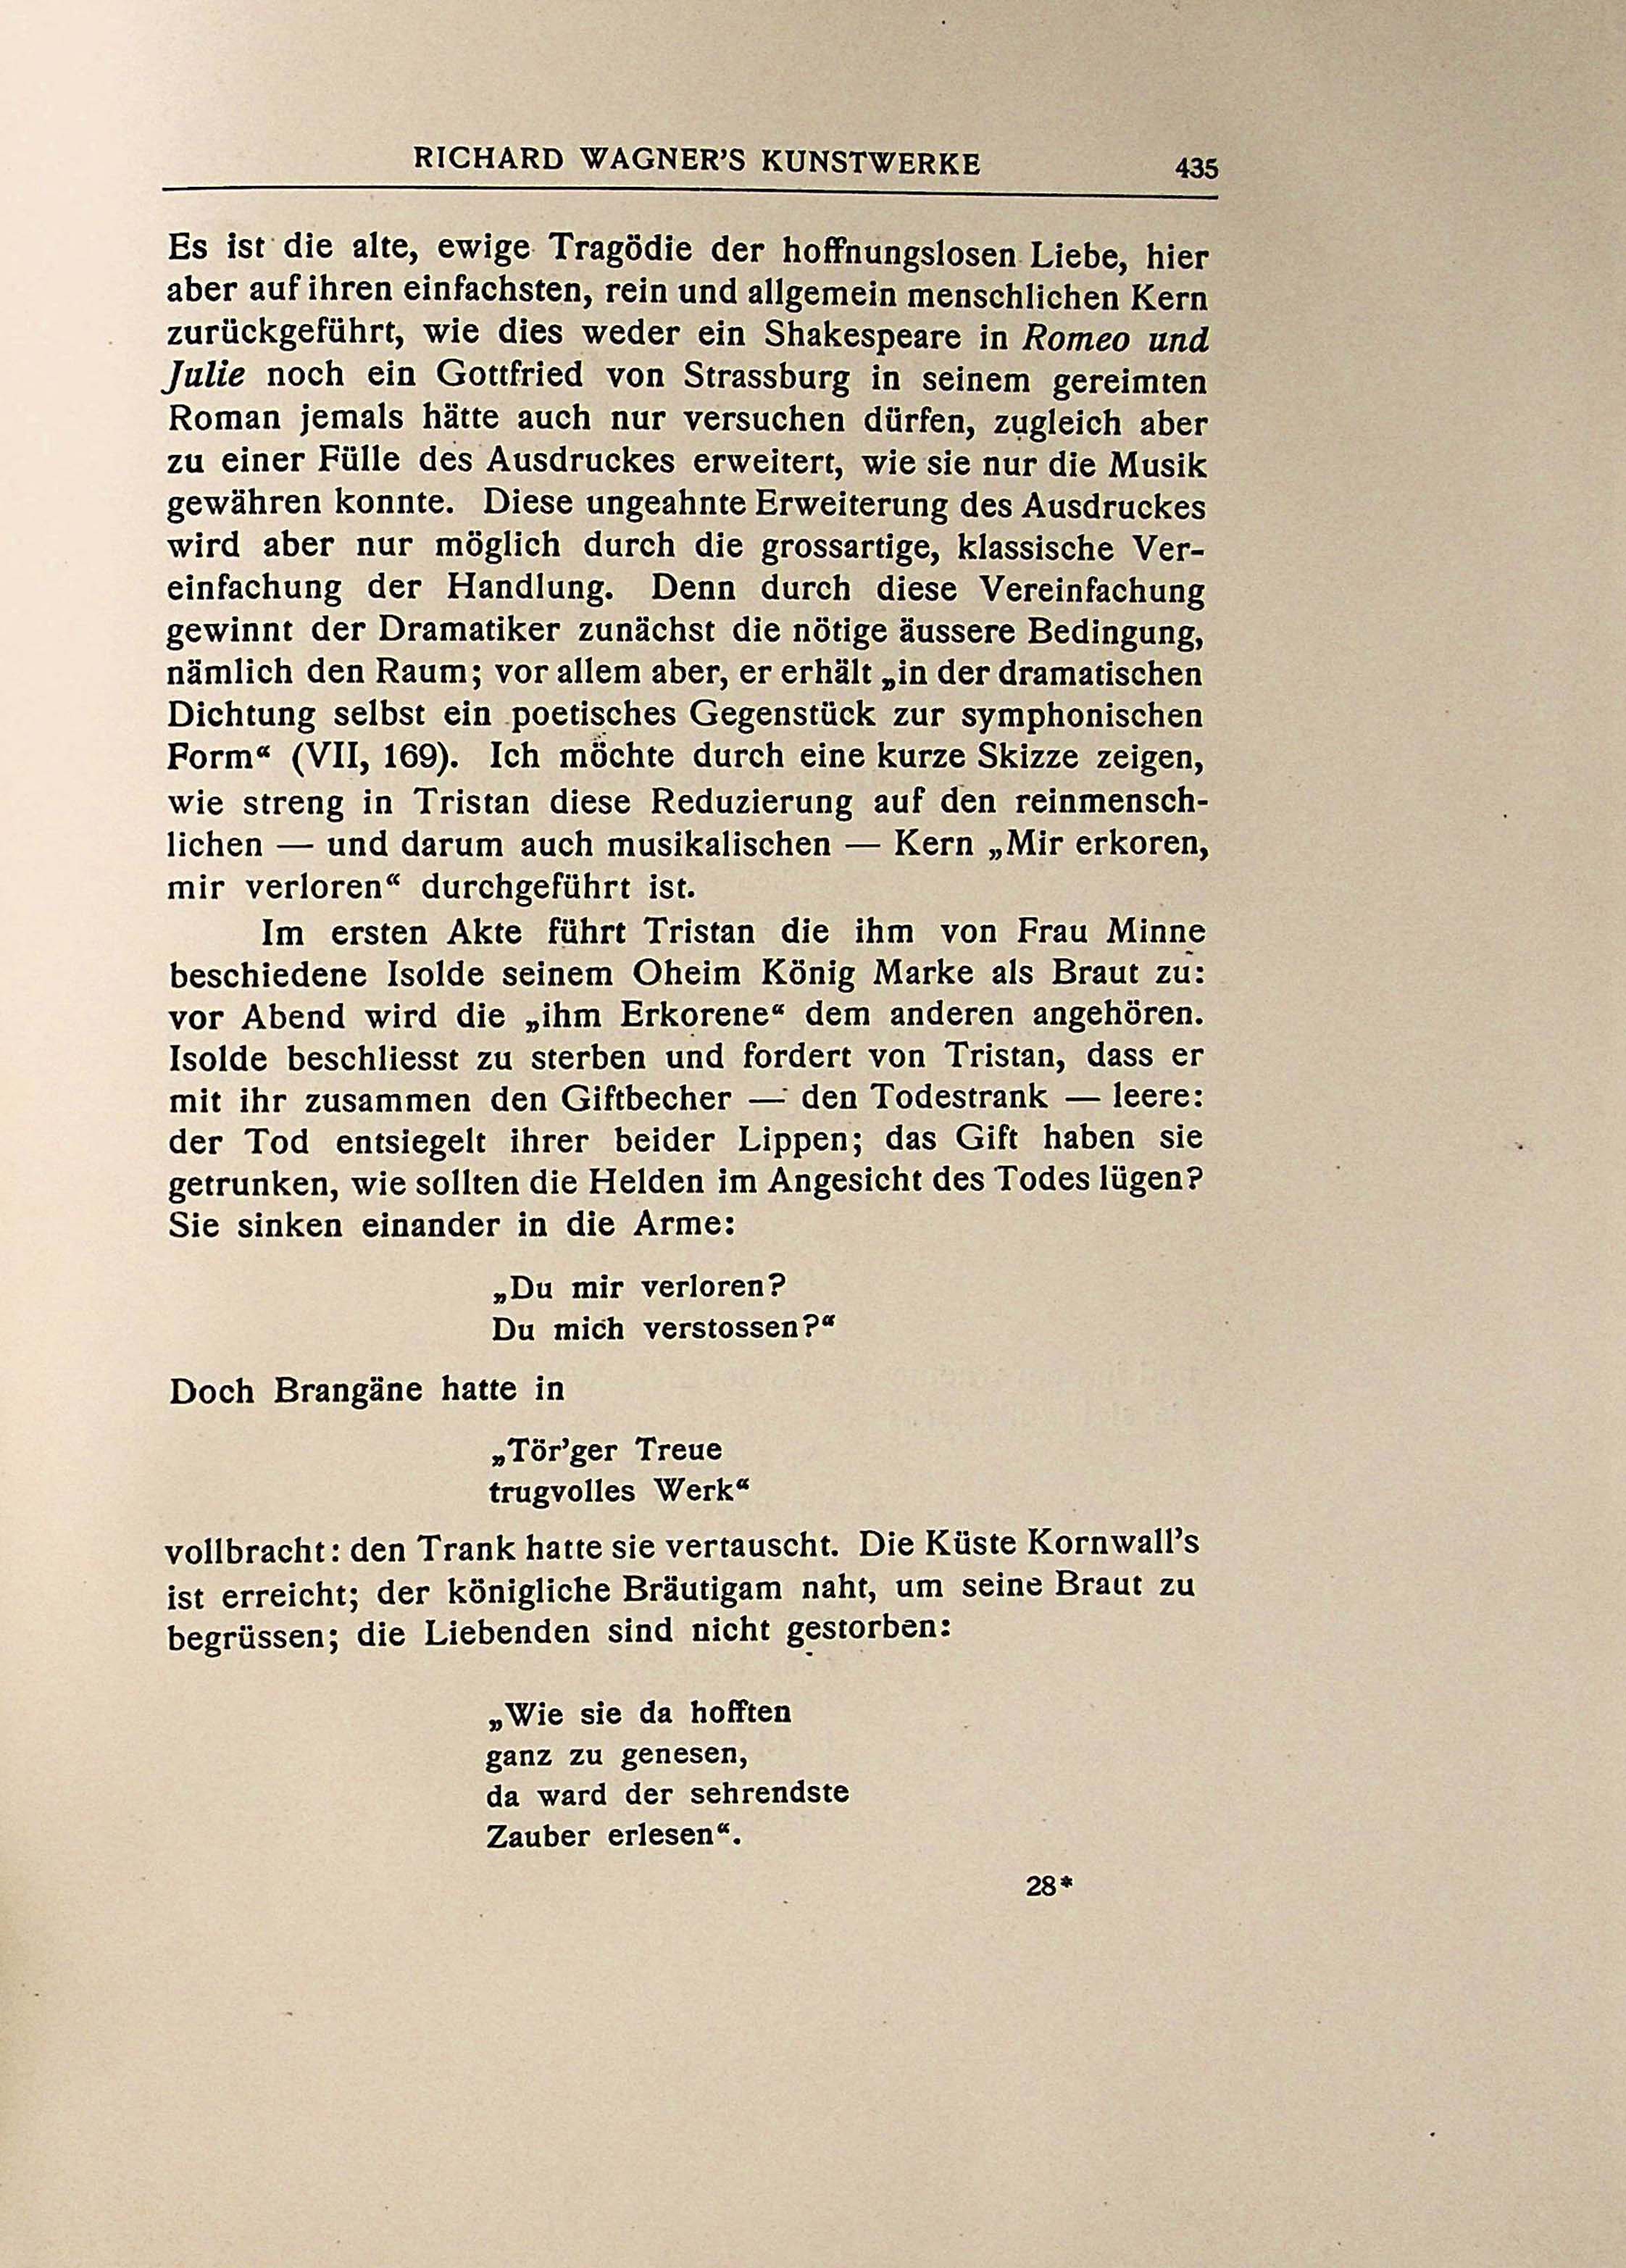 RICHARD WAGNER'S KUNSTWERKE 435
Es ist die alte, ewige Tragödie der hoffnungslosen Liebe, hier
aber auf ihren einfachsten, rein und allgemein menschlichen Kern
zurückgeführt, wie dies weder ein Shakespeare in Romeo und
Julie noch ein Gottfried von Strassburg in seinem gereimten
Roman jemals hätte auch nur versuchen dürfen, zugleich aber
zu einer Fülle des Ausdruckes erweitert, wie sie nur die Musik
gewähren konnte. Diese ungeahnte Erweiterung des Ausdruckes
wird aber nur möglich durch die grossartige, klassische Ver-
einfachung der Handlung. Denn durch diese Vereinfachung
gewinnt der Dramatiker zunächst die nötige äussere Bedingung,
nämlich den Raum; vor allem aber, er erhält „in der dramatischen
Dichtung selbst ein poetisches Gegenstück zur symphonischen
Form“ (VII, 169). Ich möchte durch eine kurze Skizze zeigen,
wie streng in Tristan diese Reduzierung auf den reinmensch-
lichen — und darum auch musikalischen — Kern „Mir erkoren,
mir verloren“ durchgeführt ist.
Im ersten Akte führt Tristan die ihm von Frau Minne
beschiedene Isolde seinem Oheim König Marke als Braut zu:
vor Abend wird die „ihm Erkorene“ dem anderen angehören.
Isolde beschliesst zu sterben und fordert von Tristan, dass er
mit ihr zusammen den Giftbecher — den Todestrank — leere:
der Tod entsiegelt ihrer beider Lippen; das Gift haben sie
getrunken, wie sollten die Helden im Angesicht des Todes lügen?
Sie sinken einander in die Arme:
„Du mir verloren?
Du mich verstossen?“
Doch Brangäne hatte in
„Tör'ger Treue
trugvolles Werk“
vollbracht: den Trank hatte sie vertauscht. Die Küste Kornwall's
ist erreicht; der königliche Bräutigam naht, um seine Braut zu
begrüssen; die Liebenden sind nicht gestorben:
„Wie sie da hofften
ganz zu genesen,
da ward der sehrendste
Zauber erlesen“.
28*